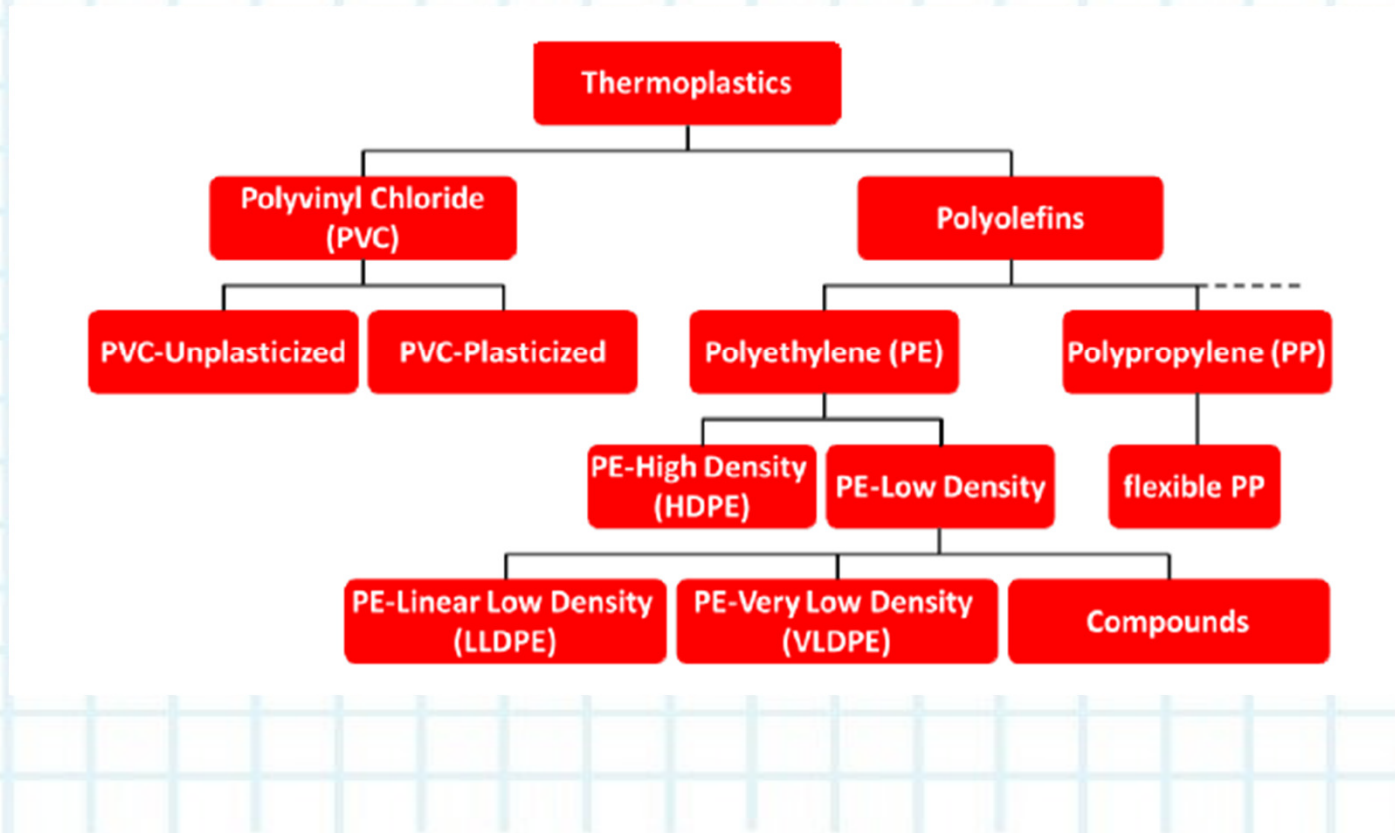 Thermoplastics
Polyvinyl Chloride
(PVC)
Polyolefins
PVC-Unplasticized
PVC-Plasticized
Polyethylene (PE)
Polypropylene (PP)
PE-High Density
(HDPE)
PE-Low Density
flexible PP
PE-Linear Low Density
(LLDPE)
PE-Very Low Density
(VLDPE)
Compounds